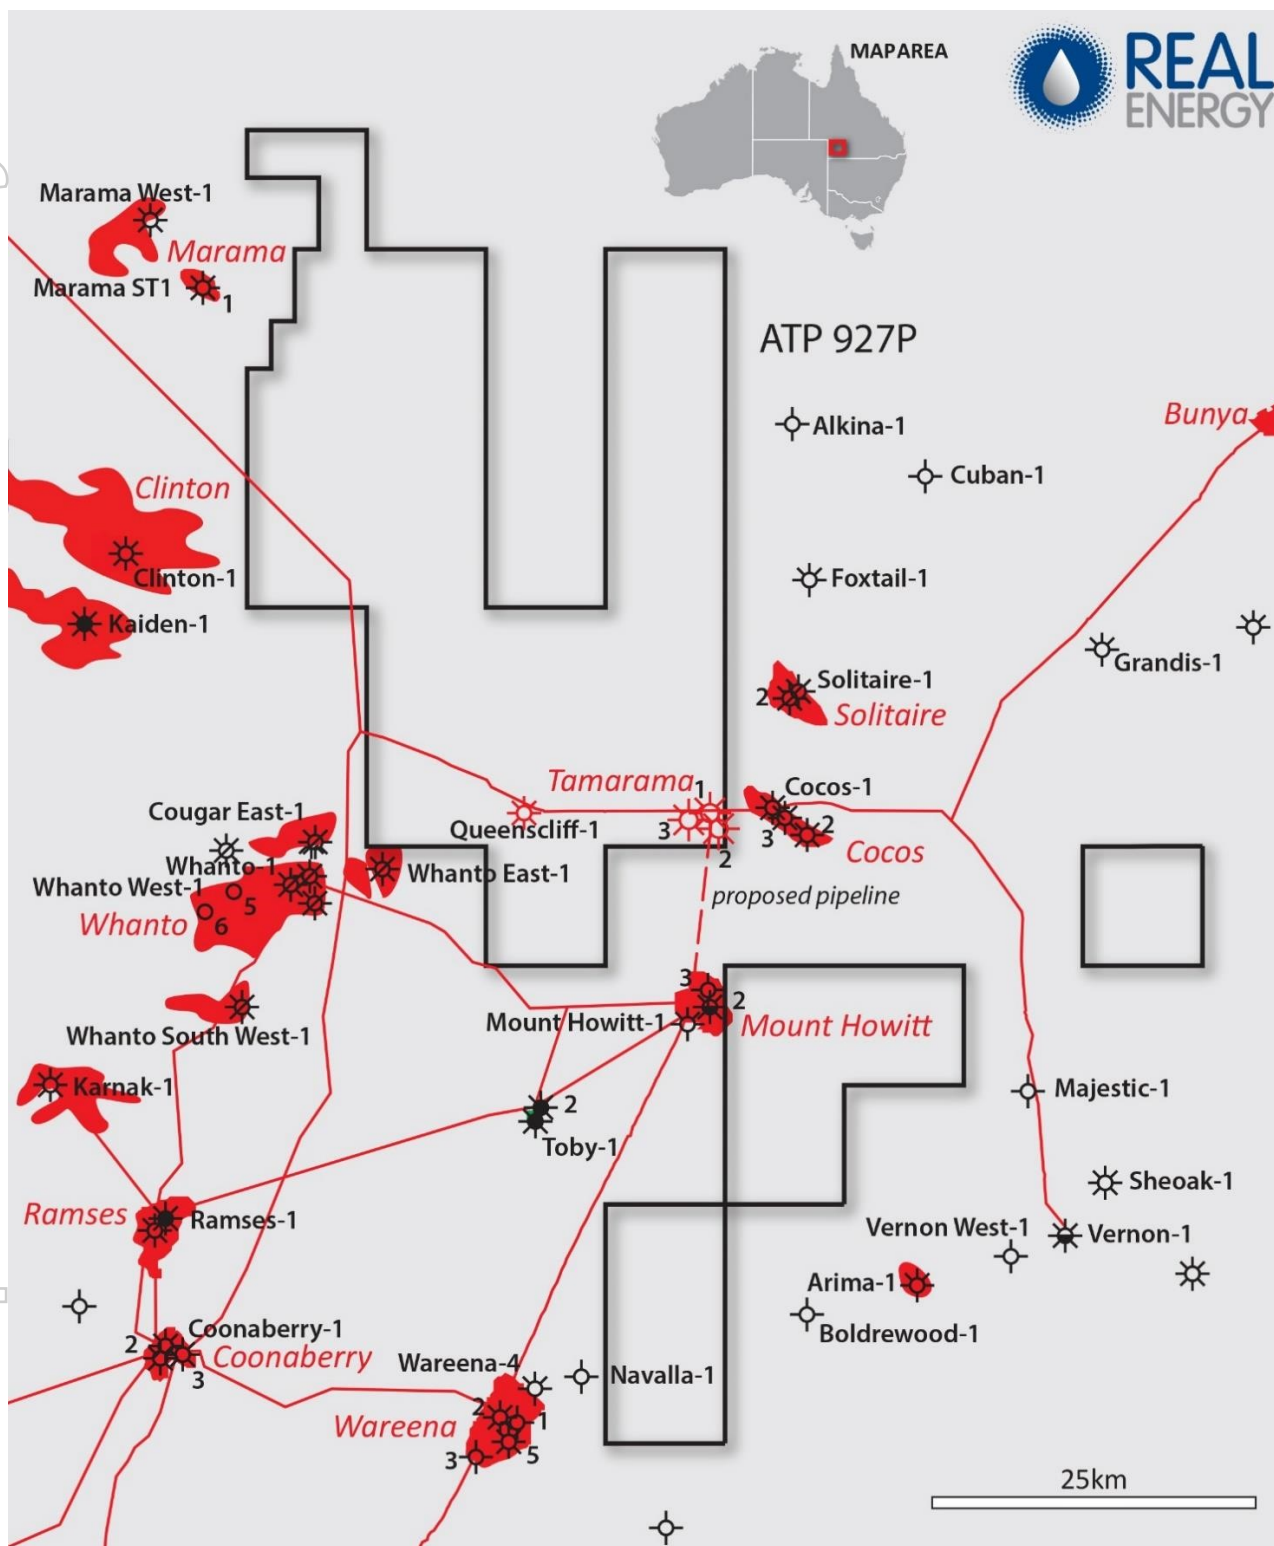 MAPAREA
REAL
ENERGY
Marama West-1
Marama
Marama ST1
1
ATP 927P
Alkina-1
Bunya
Cuban-1
Clinton
Clinton-1
Foxtail-1
Kaiden-1
Grandis-1
Solitaire-1
2
Solitaire
Tamarama
1
Cocos-1
Cougar East-1
Queenscliff-1
3
2
3
2
Cocos
Whanto-1
Whanto East-1
Whanto West-1
5
6
Whanto
proposed pipeline
3
2
Whanto South West-1
Mount Howitt-1
Mount Howitt
Karnak-1
Majestic-1
2
Toby-1
Sheoak-1
Ramses
Ramses-1
Vernon West-1
Vernon-1
Arima-1
Boldrewood-1
Coonaberry-1
2
Coonaberry
3
Wareena-4
Navalla-1
2
1
Wareena
3
5
25km